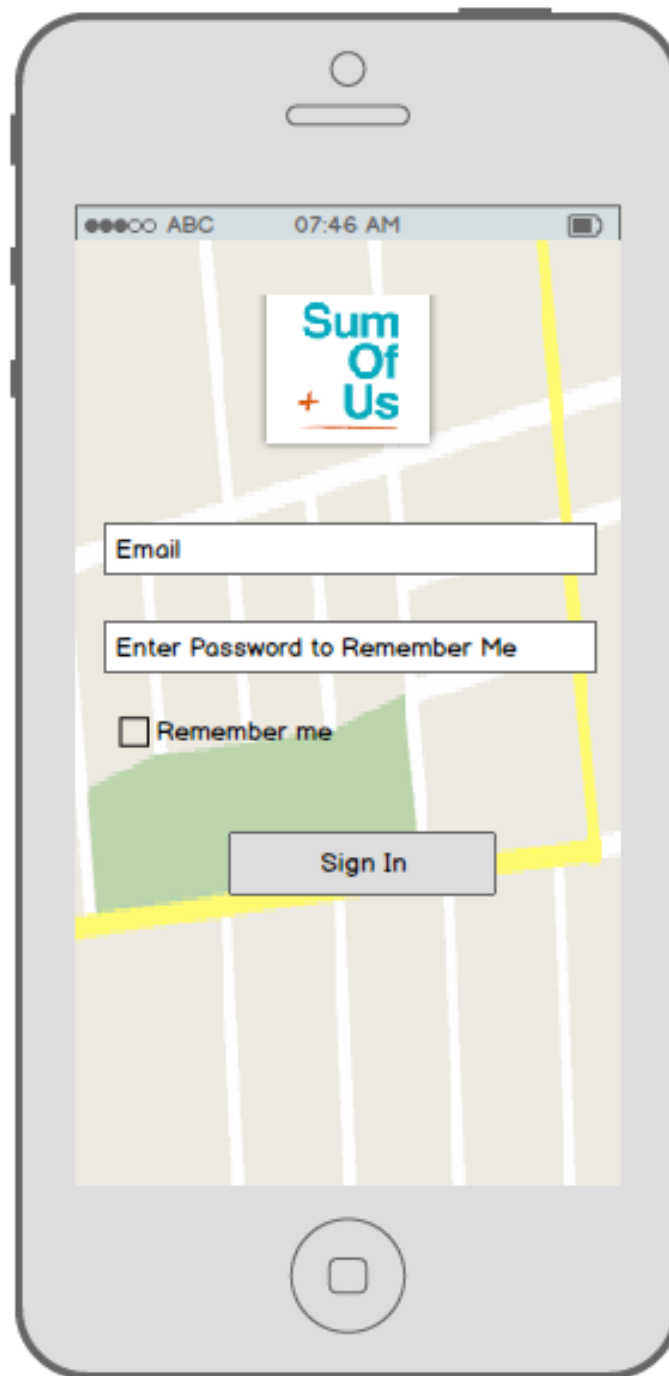 ABC 07:46 AM
Sum
Of
+ Us
Email
Enter Password to Remember Me
Remember me
Sign In